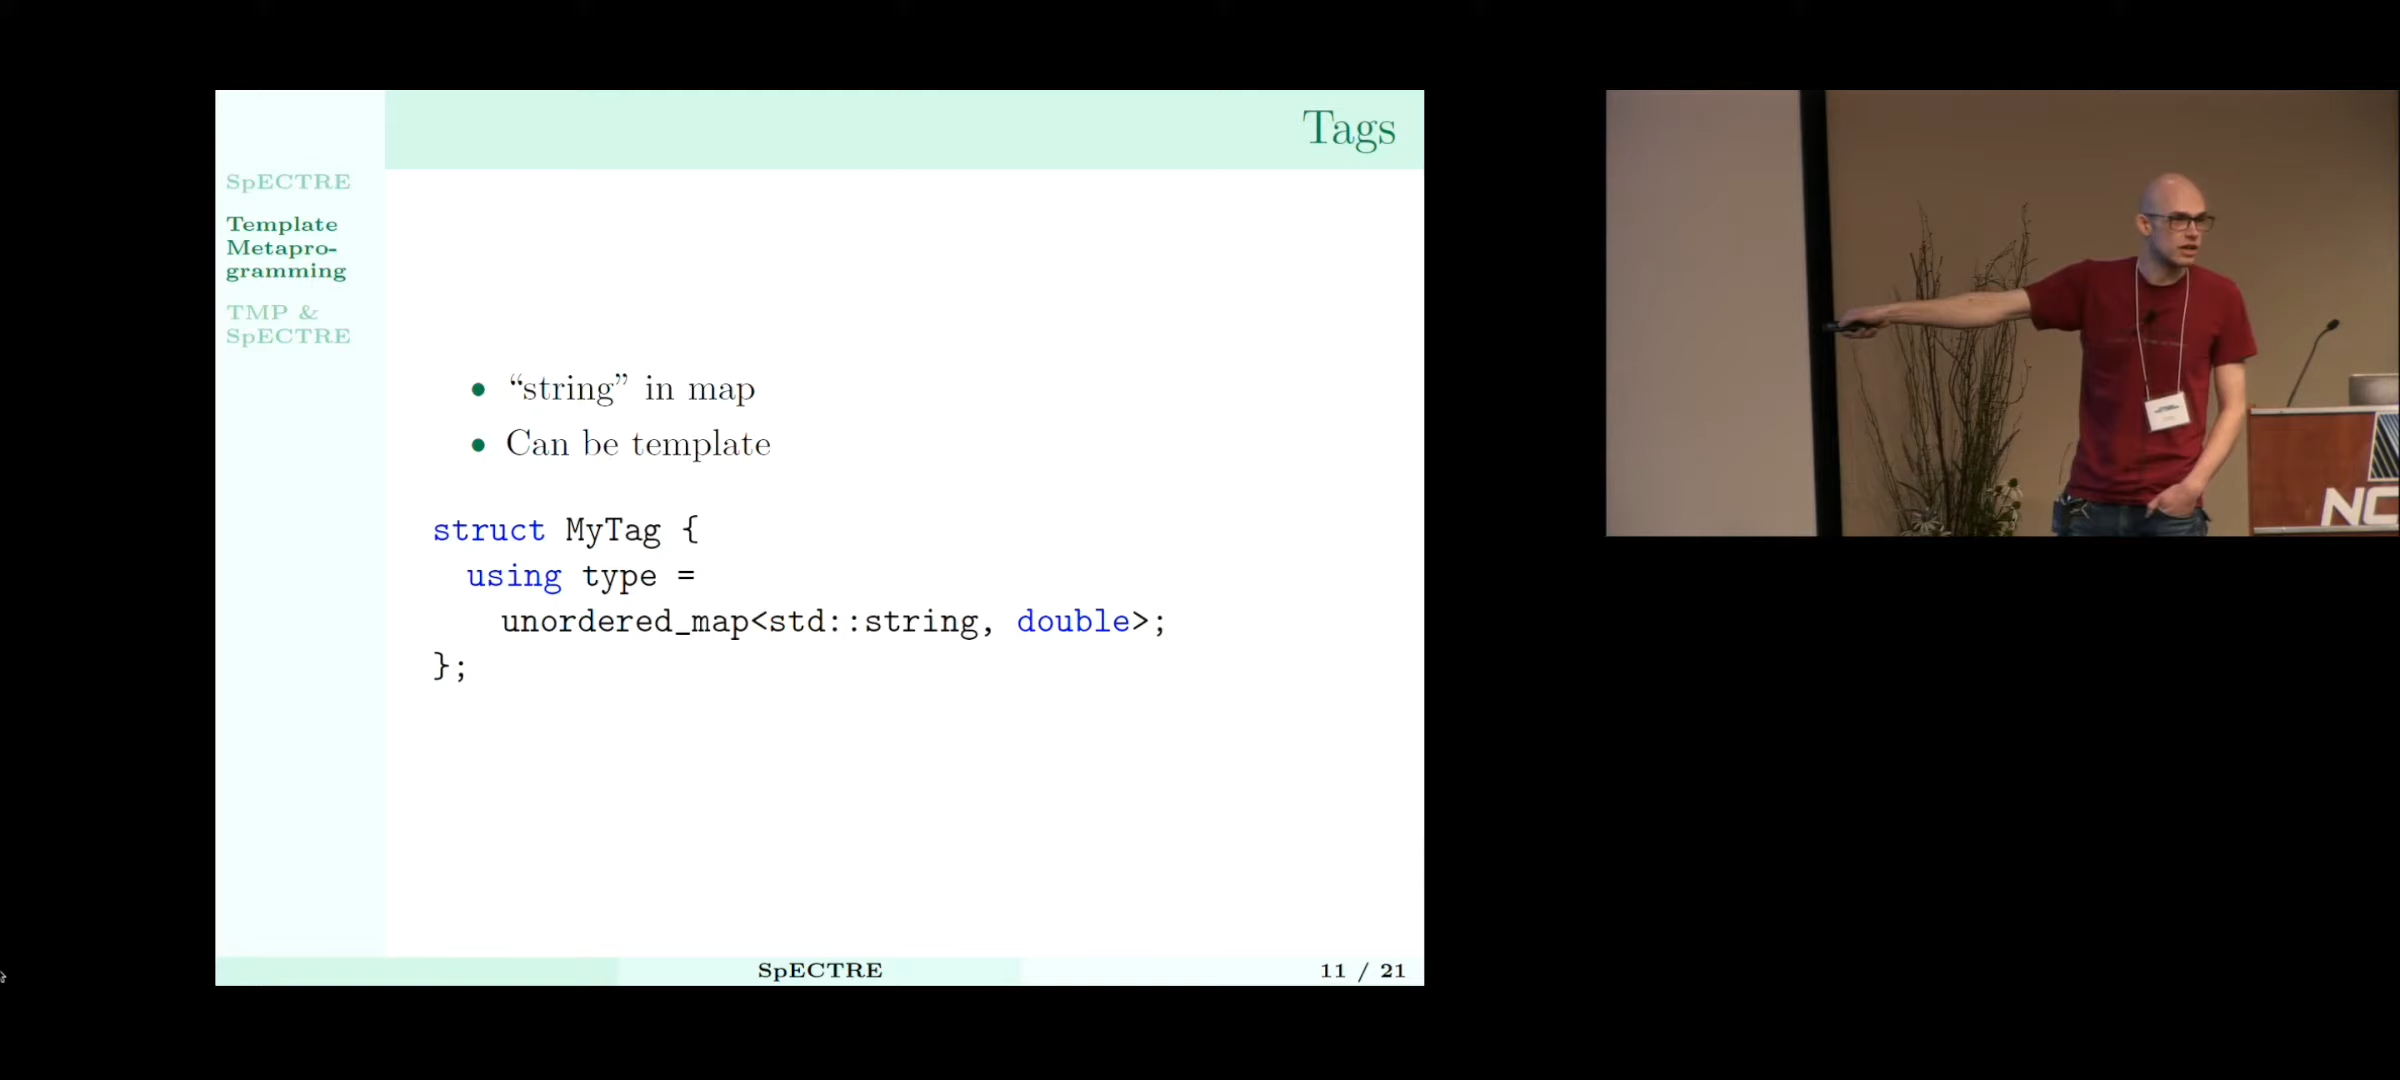 Tags
SpECTRE
Template
Metapro-
gramming
TMP &
SpECTRE
• “string” in map
• Can be template
struct MyTag {
using type =
unordered_map<std::string, double>;
};
SpECTRE
11 / 21
NC